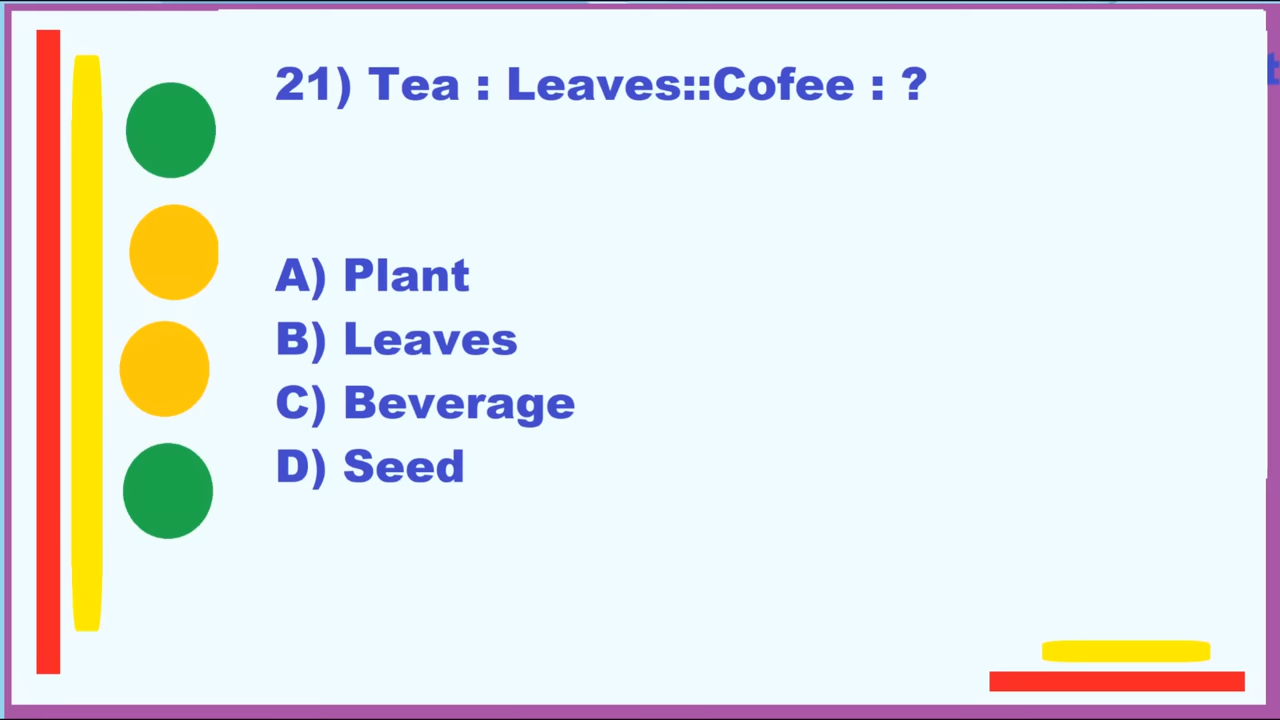 21) Tea : Leaves::Cofee : ?
A) Plant
B) Leaves
C) Beverage
D) Seed